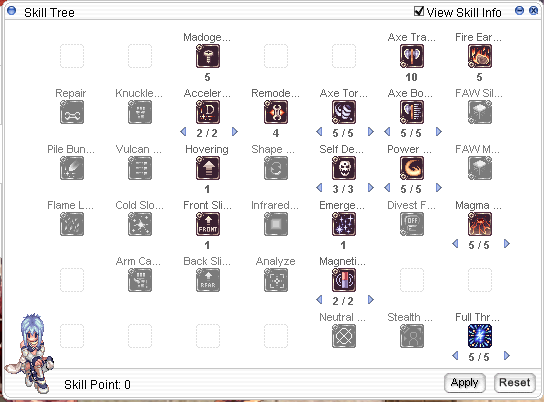 Skill Tree
View Skill Info
Madoge...
Axe Tra...
Fire Ear...
5
10
5
Repair
Knuckle...
Acceler...
Remode...
Axe Tor...
Axe Bo...
FAW Sil...
2 / 2
4
5 / 5
5 / 5
Pile Bun...
Vulcan ...
Hovering
Shape ...
Self De...
Power ...
FAW M...
1
3 / 3
5 / 5
Flame L...
Cold Slo...
Front Sli...
Infrared...
Emerge...
Divest F...
Magma ...
FRONT
OFF
1
1
5 / 5
Arm Ca...
Back Sli...
Analyze
Magneti...
REAR
2 / 2
Neutral ...
Stealth ...
Full Thr...
5 / 5
Skill Point: 0
Apply
Reset